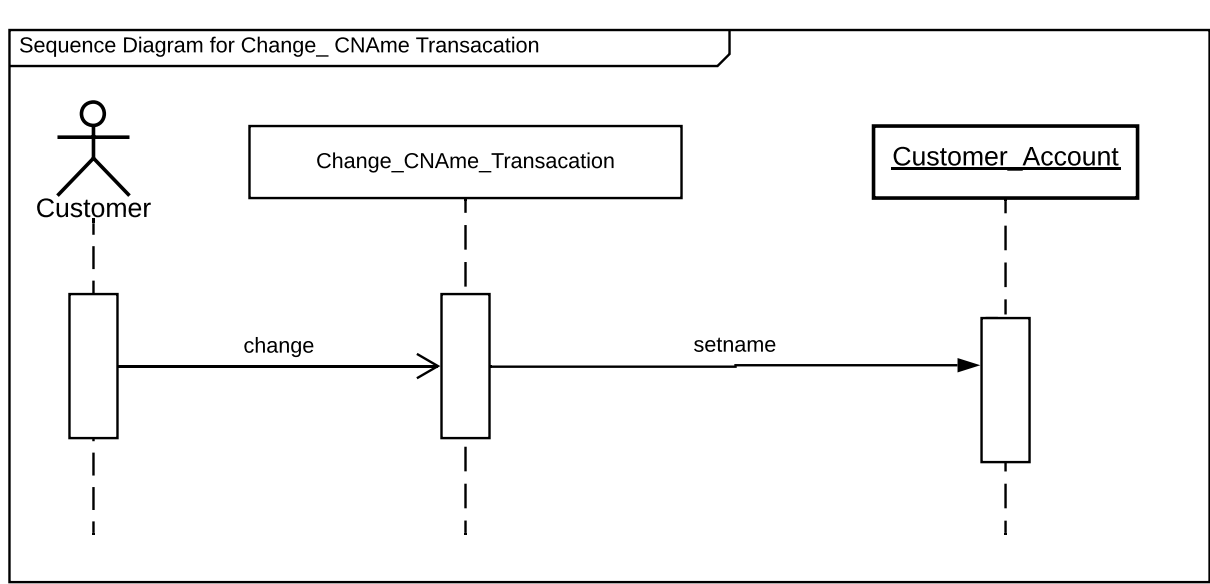 Sequence Diagram for Change_ CNAme Transacation
Customer
Change_CNAme_Transacation
Customer_Account
change
setname